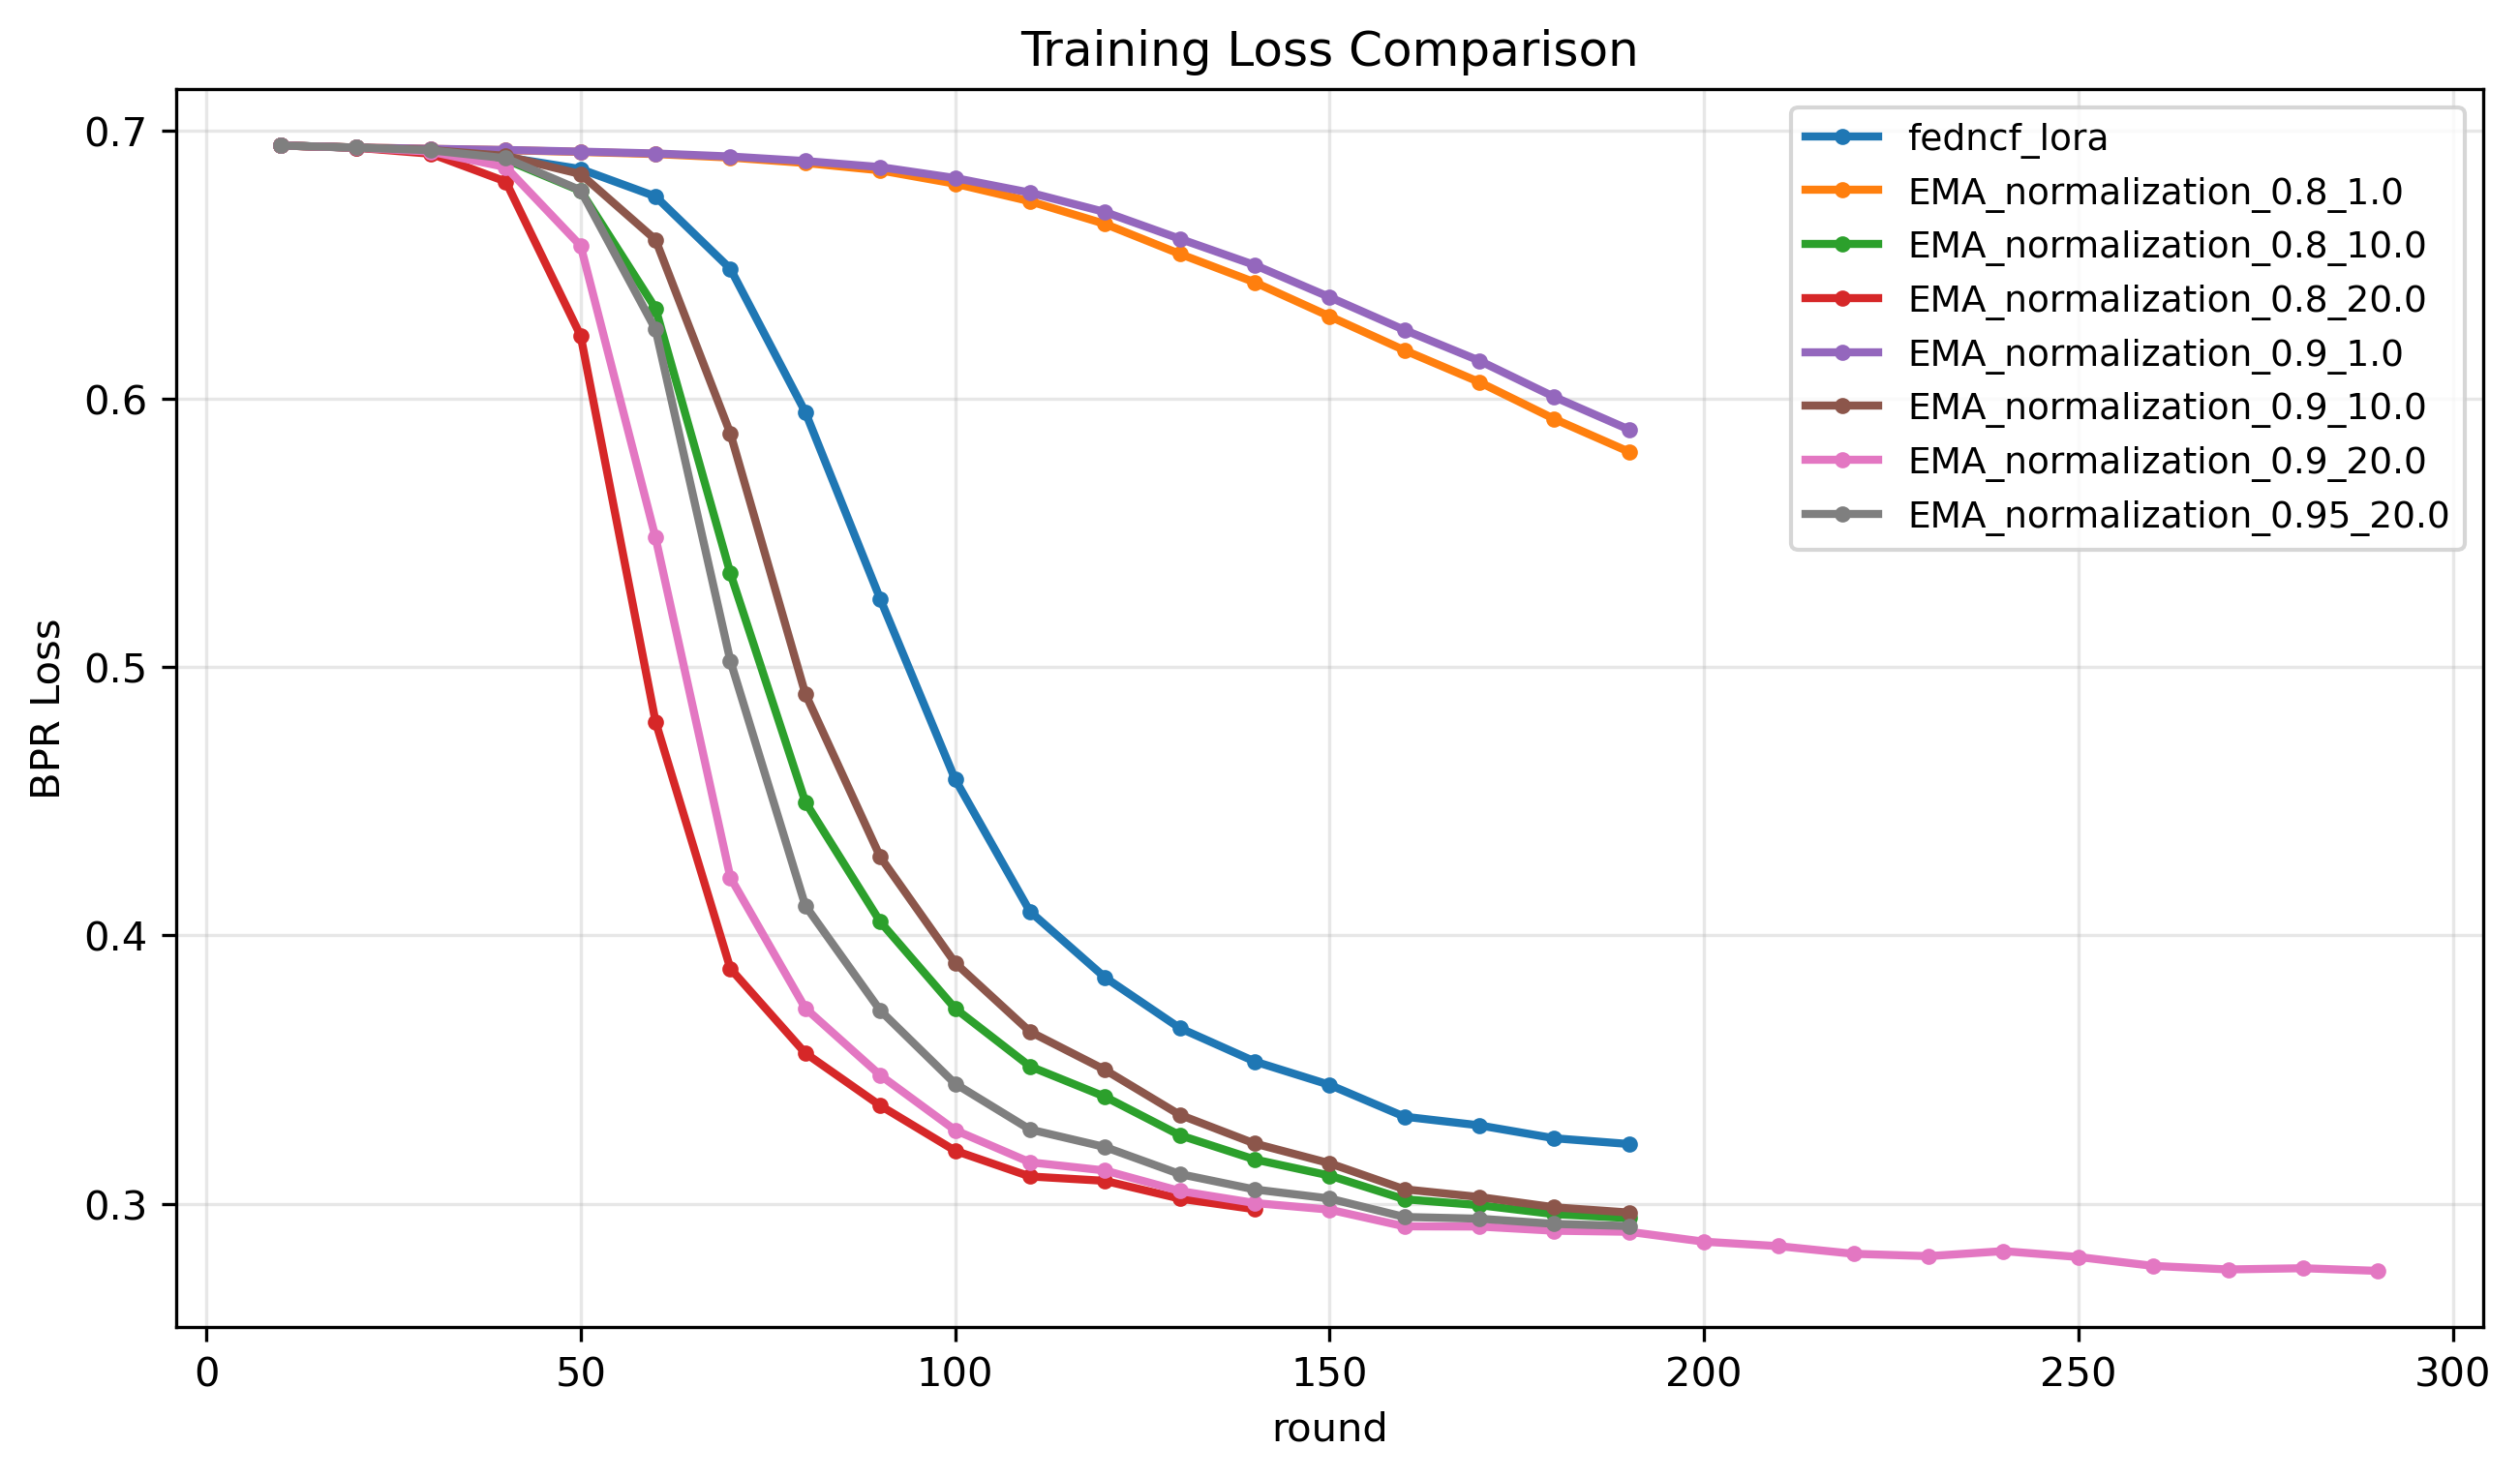 Training Loss Comparison
BPR Loss
0.7
0.6
0.5
0.4
0.3
fedncf_lora
EMA_normalization_0.8_1.0
EMA_normalization_0.8_10.0
EMA_normalization_0.8_20.0
EMA_normalization_0.9_1.0
EMA_normalization_0.9_10.0
EMA_normalization_0.9_20.0
EMA_normalization_0.95_20.0
0 50 100 150 200 250 300
round